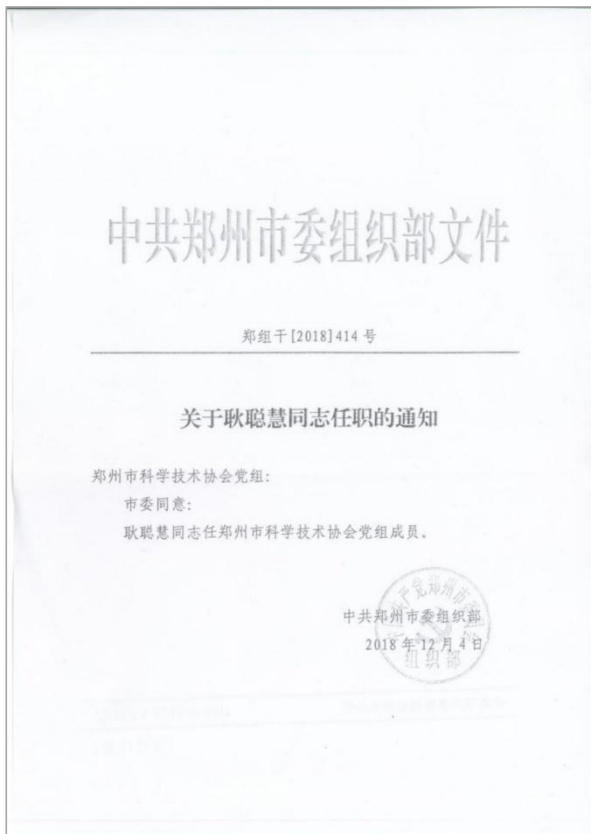 中共郑州市委组织部文件
郑组干[2018]414号
关于耿聪慧同志任职的通知
郑州市科学技术协会党组:
市委同意:
耿聪慧同志任郑州市科学技术协会党组成员。
中共郑州市委组织部
2018年12月4日
组织部